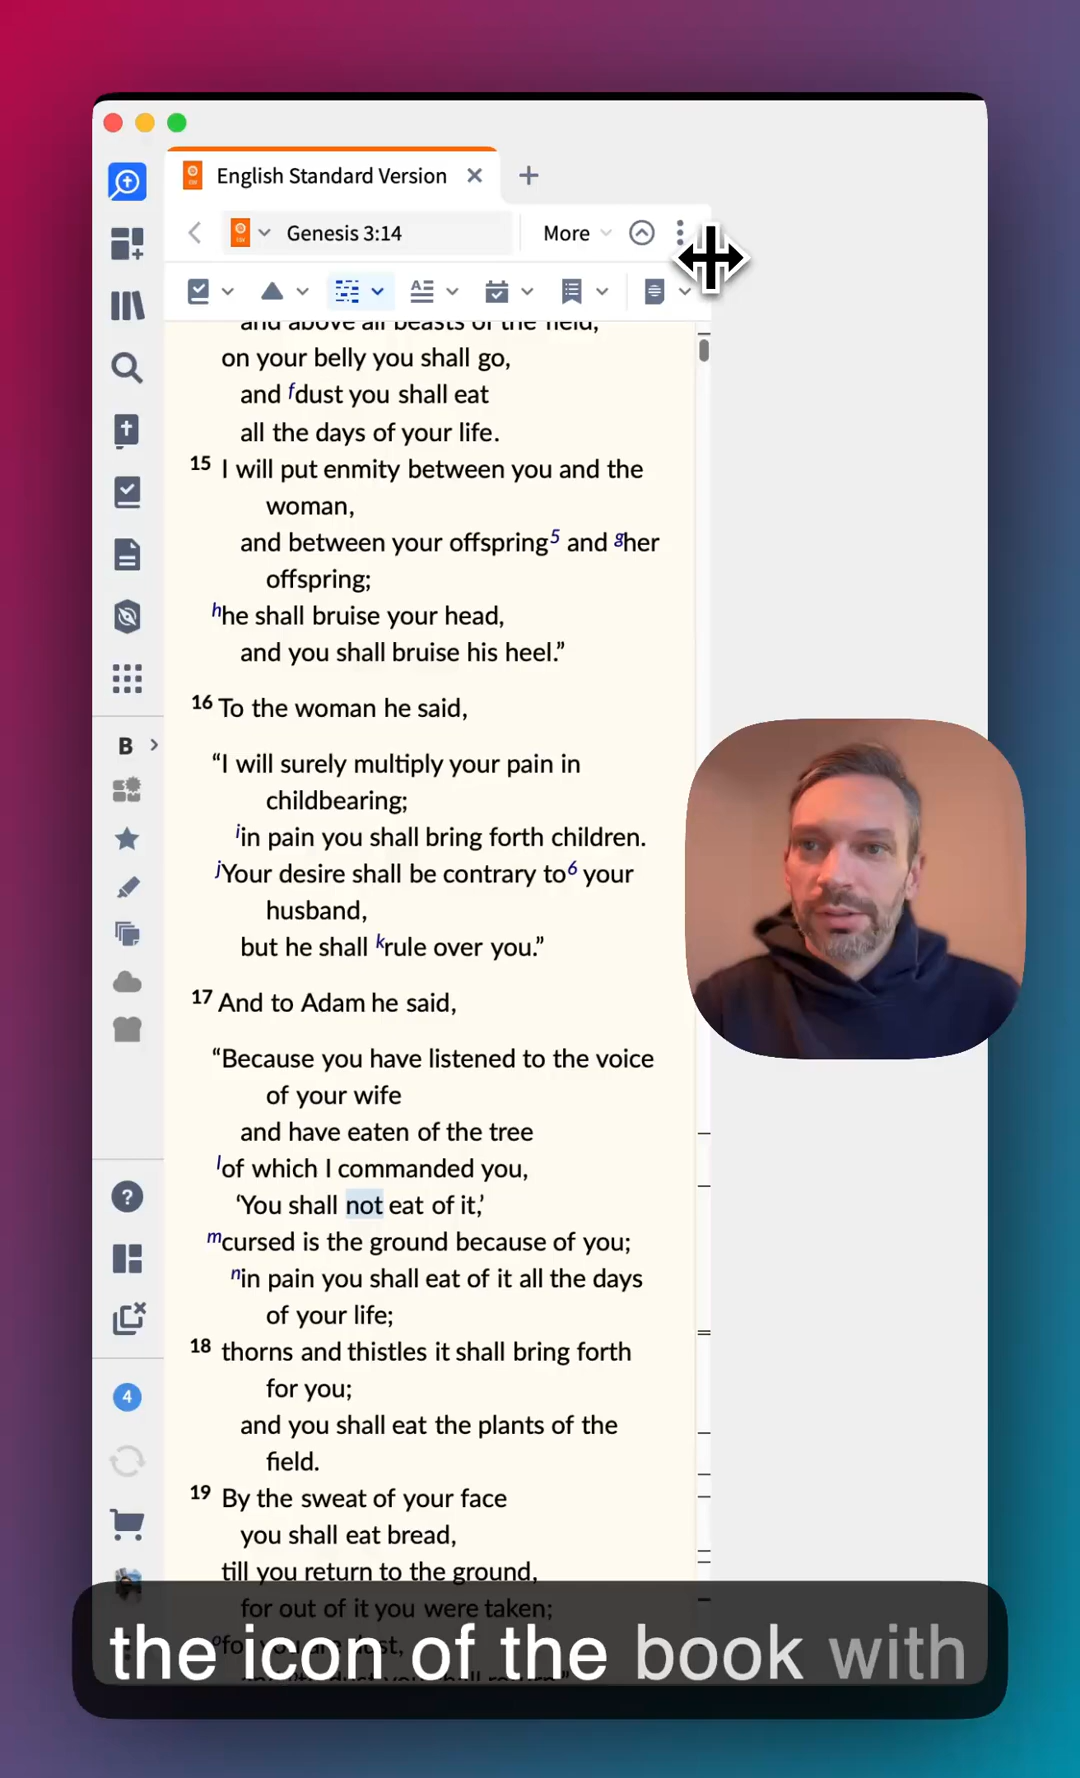 English Standard Version
Genesis 3:14
More
and above all beasts of the field,
on your belly you shall go,
and fdust you shall eat
all the days of your life.
15 I will put enmity between you and the
woman,
and between your offspring5 and gher
offspring;
hhe shall bruise your head,
and you shall bruise his heel.”
16 To the woman he said,
“I will surely multiply your pain in
childbearing;
iin pain you shall bring forth children.
jYour desire shall be contrary to6 your
husband,
but he shall krule over you.”
17 And to Adam he said,
“Because you have listened to the voice
of your wife
and have eaten of the tree
lof which I commanded you,
‘You shall not eat of it,’
mcursed is the ground because of you;
nin pain you shall eat of it all the days
of your life;
18 thorns and thistles it shall bring forth
for you;
and you shall eat the plants of the
field.
19 By the sweat of your face
you shall eat bread,
till you return to the ground,
for out of it you were taken;
B
4
the icon of the book with